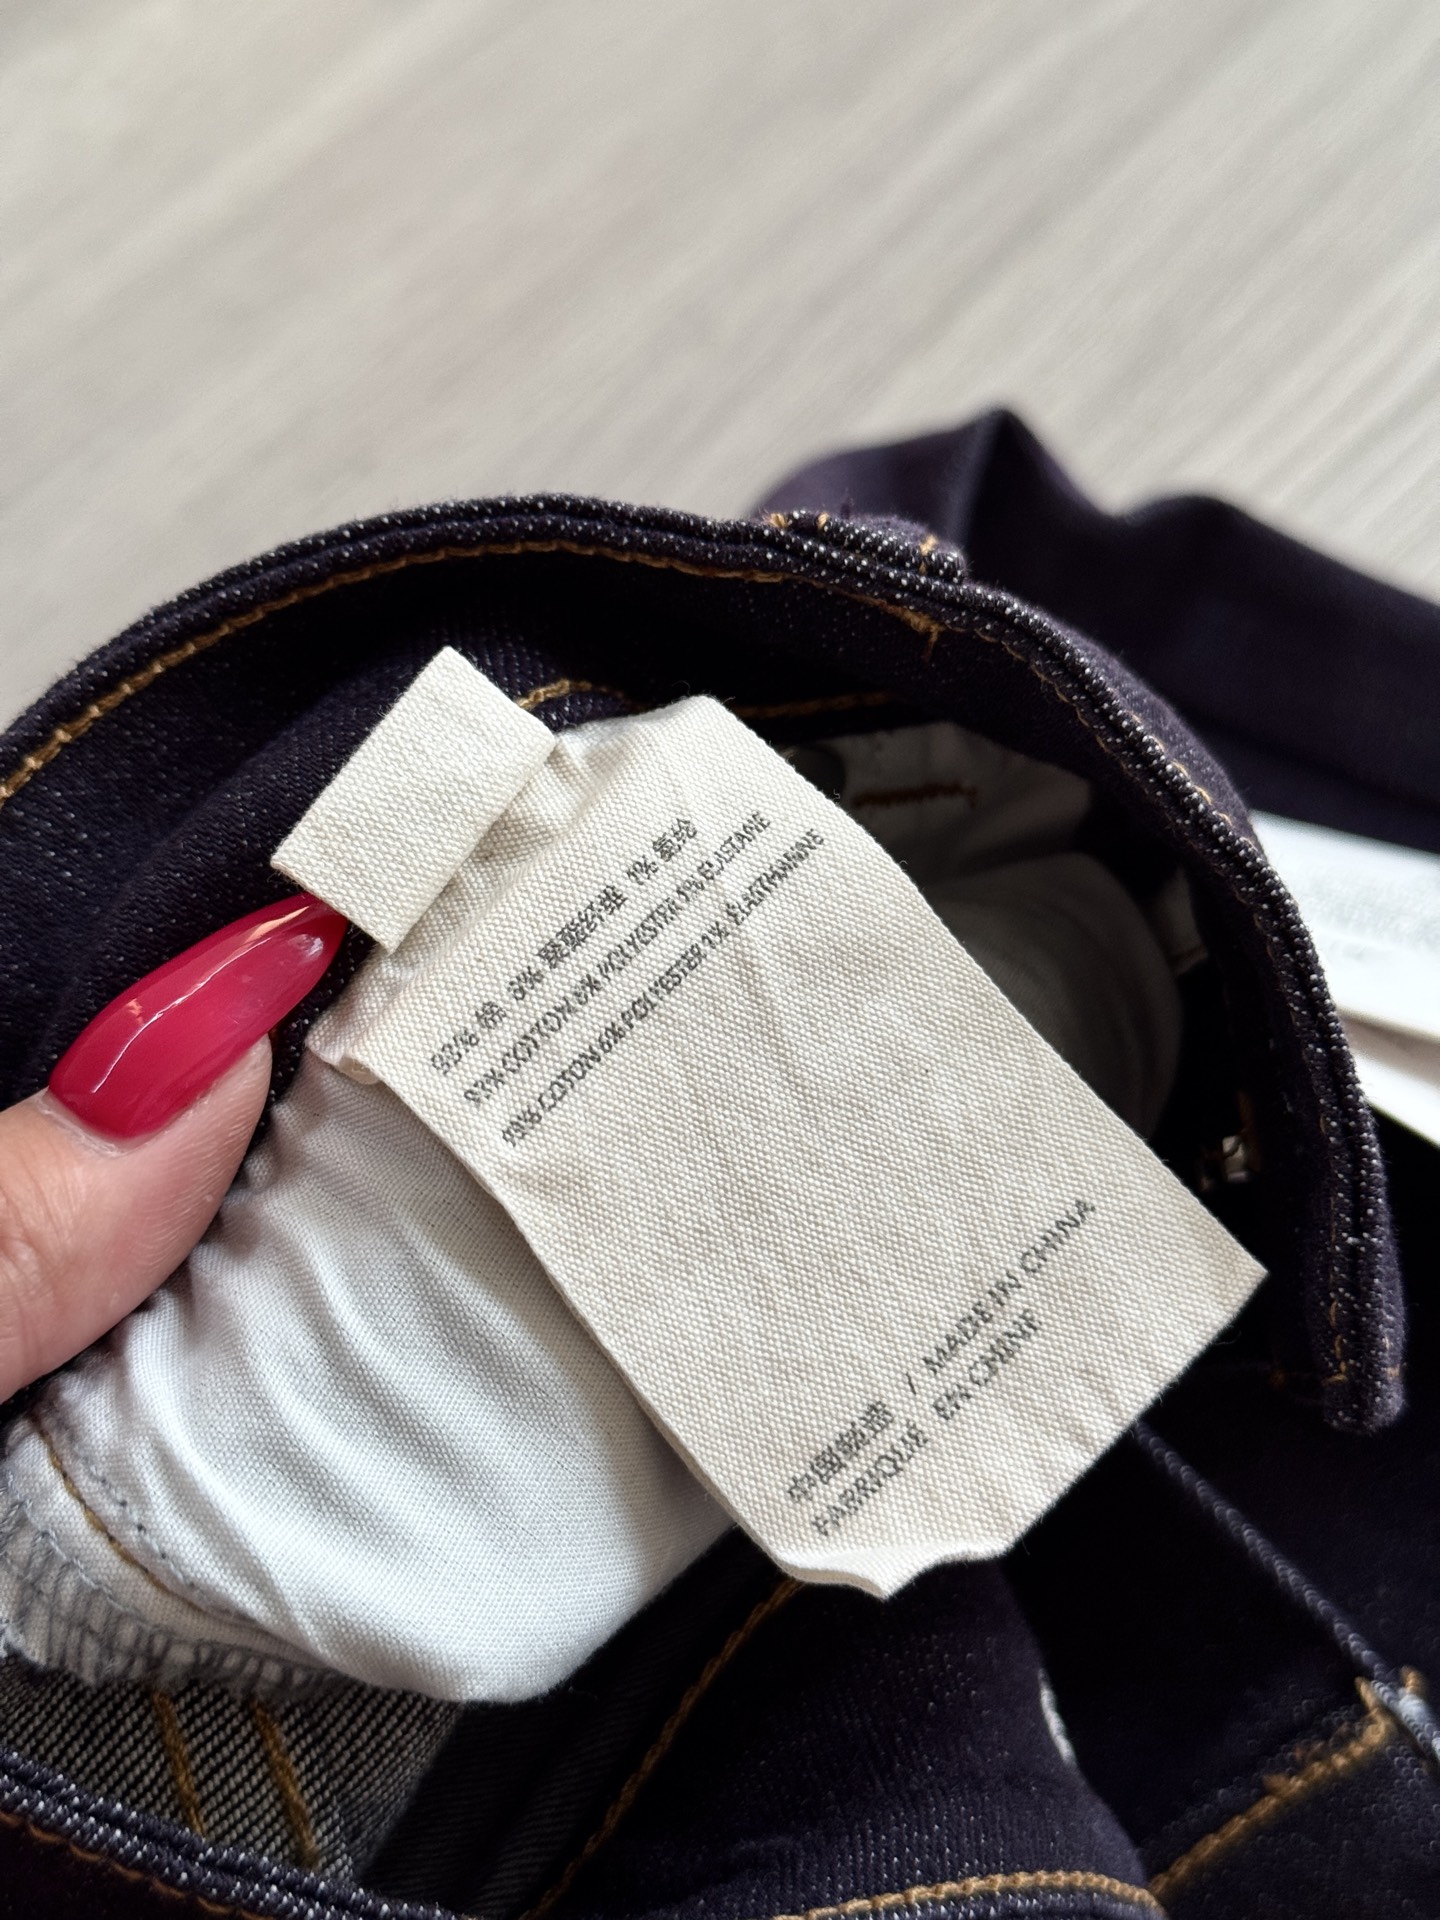 93% 棉 6% 聚酯纤维 1% 氨纶
93% COTTON 6% POLYESTER 1% ELASTANE
93% COTON 6% POLYESTER 1% ÉLASTHANNE
中国制造 / MADE IN CHINA
FABRIQUÉ EN CHINE